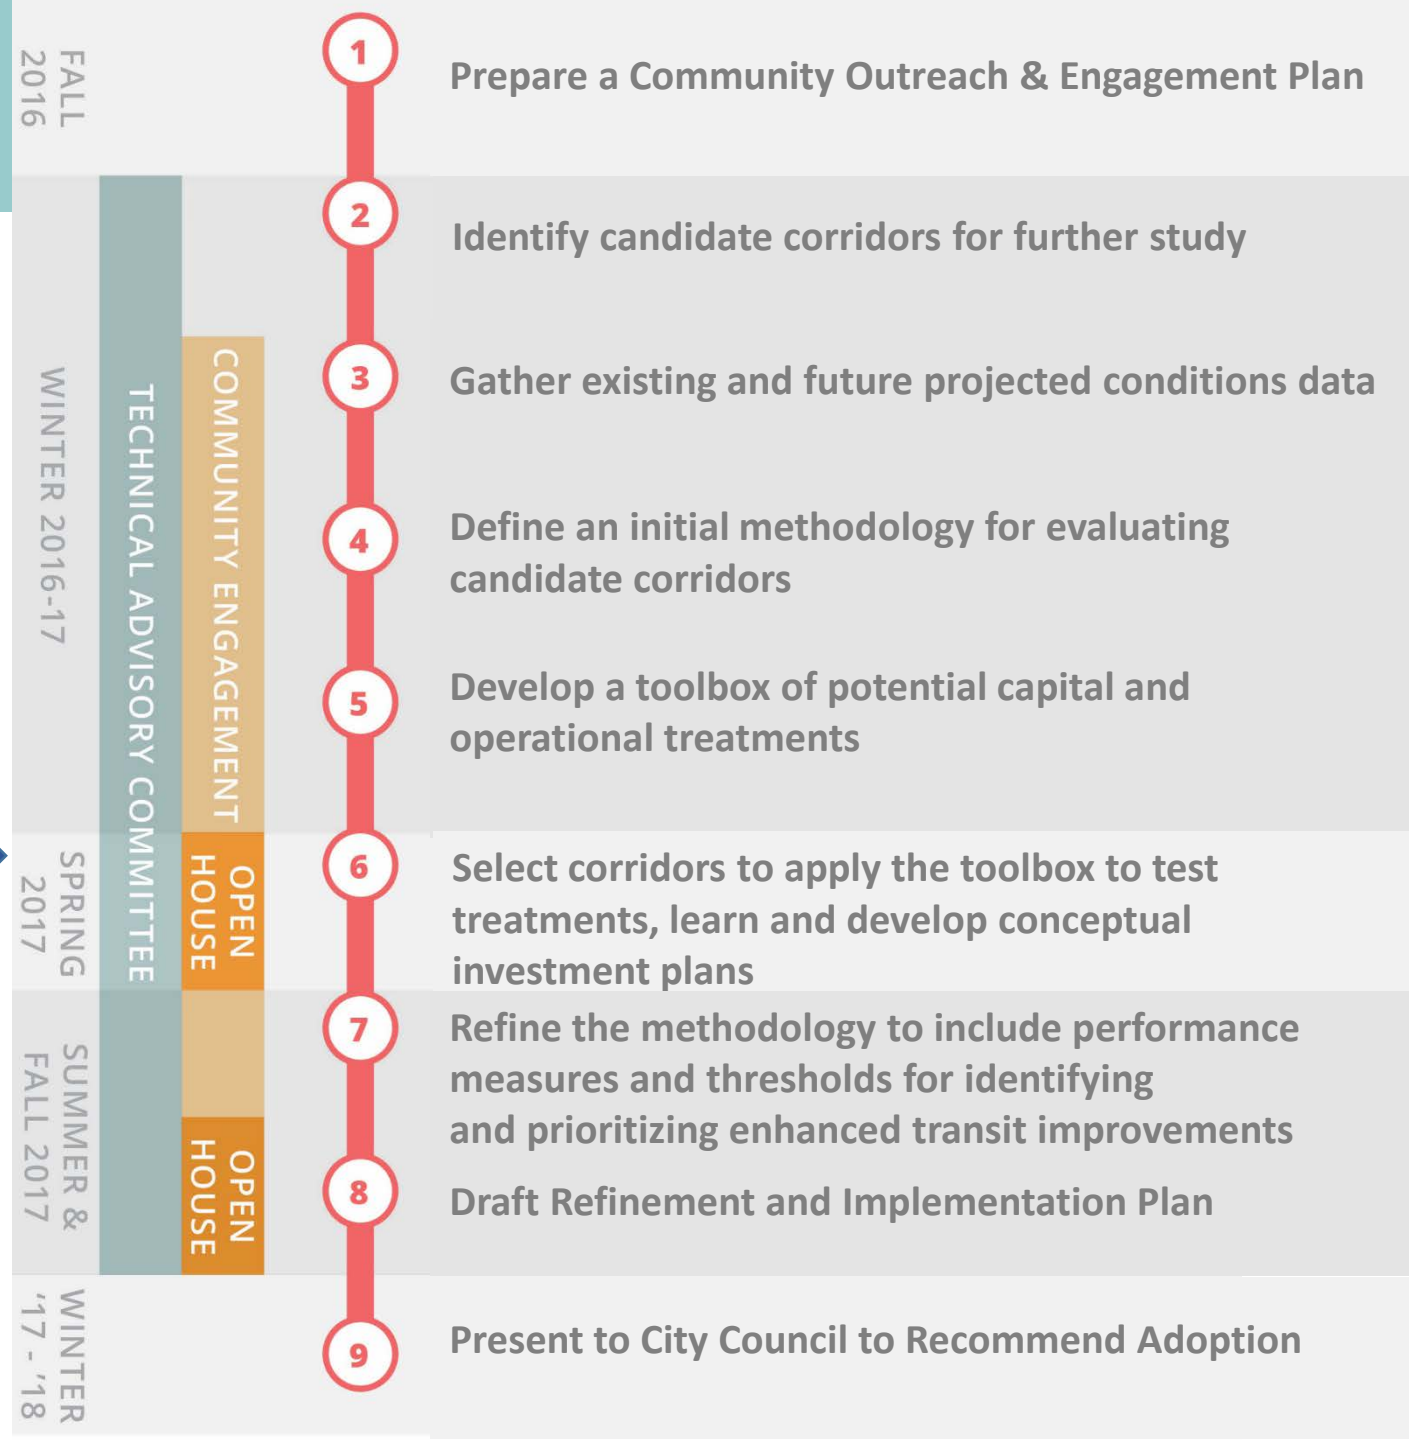 FALL
2016
1
Prepare a Community Outreach & Engagement Plan
WINTER 2016-17
TECHNICAL ADVISORY COMMITTEE
2
Identify candidate corridors for further study
COMMUNITY ENGAGEMENT
3
Gather existing and future projected conditions data
4
Define an initial methodology for evaluating
candidate corridors
5
Develop a toolbox of potential capital and
operational treatments
SPRING
2017
OPEN
HOUSE
6
Select corridors to apply the toolbox to test
treatments, learn and develop conceptual
investment plans
SUMMER &
FALL 2017
7
Refine the methodology to include performance
measures and thresholds for identifying
and prioritizing enhanced transit improvements
OPEN
HOUSE
8
Draft Refinement and Implementation Plan
WINTER
'17 - '18
9
Present to City Council to Recommend Adoption